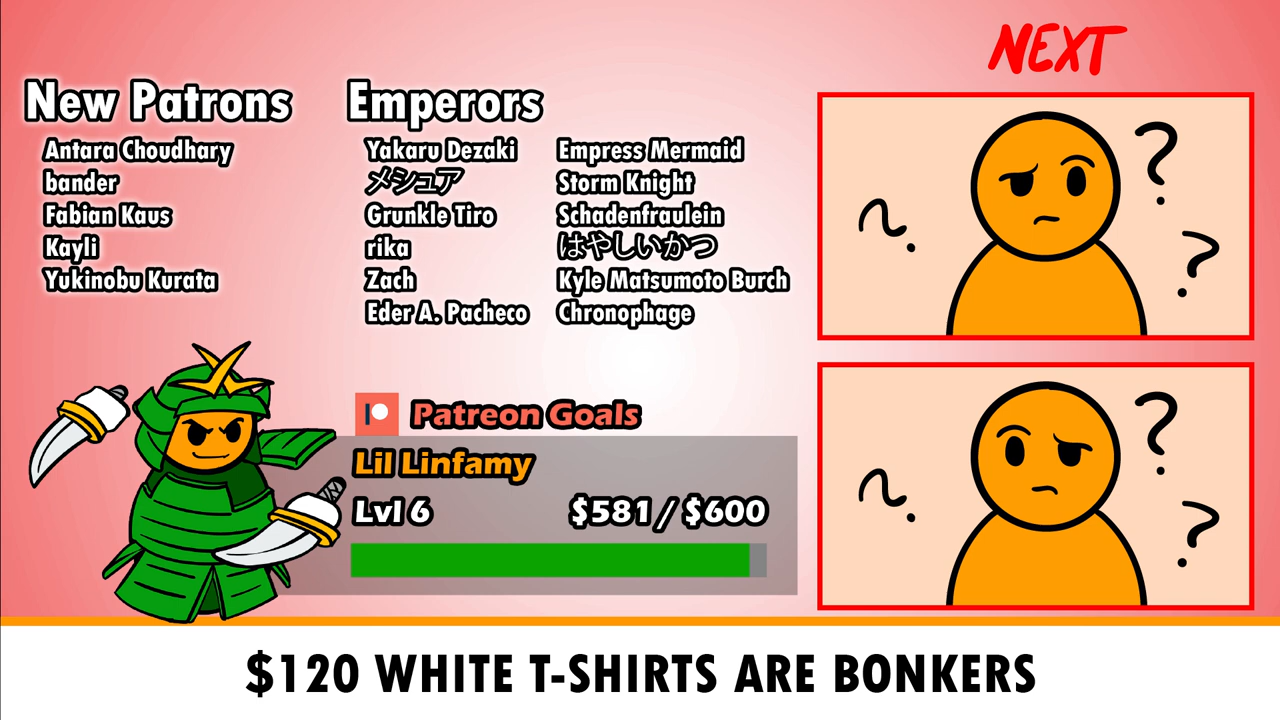 NEXT
New Patrons
Antara Choudhary
bander
Fabian Kaus
Kayli
Yukinobu Kurata
Emperors
Yakaru Dezaki
メシュア
Grunkle Tiro
rika
Zach
Eder A. Pacheco
Empress Mermaid
Storm Knight
Schadenfraulein
はやしいかつ
Kyle Matsumoto Burch
Chronophage
Patreon Goals
Lil Linfamy
Lvl 6
$581 / $600
? ? ?
? ? ?
$120 WHITE T-SHIRTS ARE BONKERS